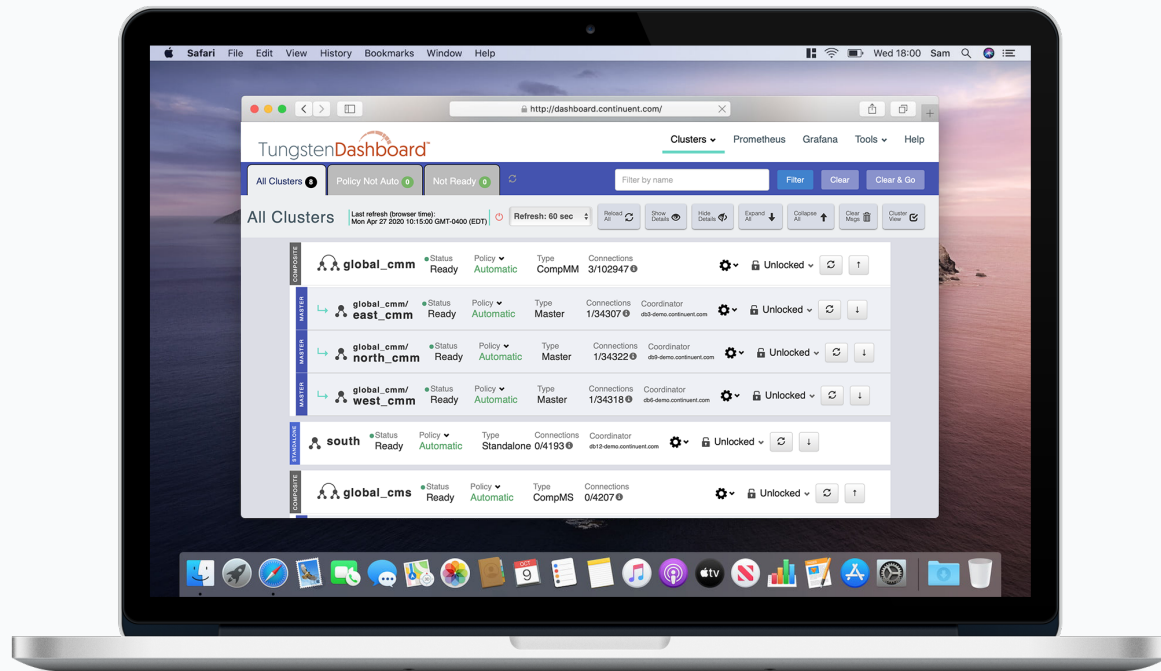 Safari File Edit View History Bookmarks Window Help Wed 18:00 Sam
http://dashboard.continuent.com/
TungstenDashboard™ Clusters Prometheus Grafana Tools Help
All Clusters 8 Policy Not Auto 0 Not Ready 0 Filter by name Filter Clear Clear & Go
All Clusters
Last refresh (browser time):
Mon Apr 27 2020 10:15:00 GMT-0400 (EDT)
Refresh: 60 sec
Reload All
Show Details
Hide Details
Expand All
Collapse All
Clear Msgs
Cluster View
COMPOSITE
global_cmm
Status Policy Type Connections
Ready Automatic CompMM 3/102947
Unlocked
MASTER
global_cmm/
east_cmm
Status Policy Type Connections Coordinator
Ready Automatic Master 1/34307 db3-demo.continuent.com
Unlocked
MASTER
global_cmm/
north_cmm
Status Policy Type Connections Coordinator
Ready Automatic Master 1/34322 db9-demo.continuent.com
Unlocked
MASTER
global_cmm/
west_cmm
Status Policy Type Connections Coordinator
Ready Automatic Master 1/34318 db6-demo.continuent.com
Unlocked
STANDALONE
south
Status Policy Type Connections Coordinator
Ready Automatic Standalone 0/4193 db12-demo.continuent.com
Unlocked
COMPOSITE
global_cms
Status Policy Type Connections
Ready Automatic CompMS 0/4207
Unlocked
OCT
9
tv